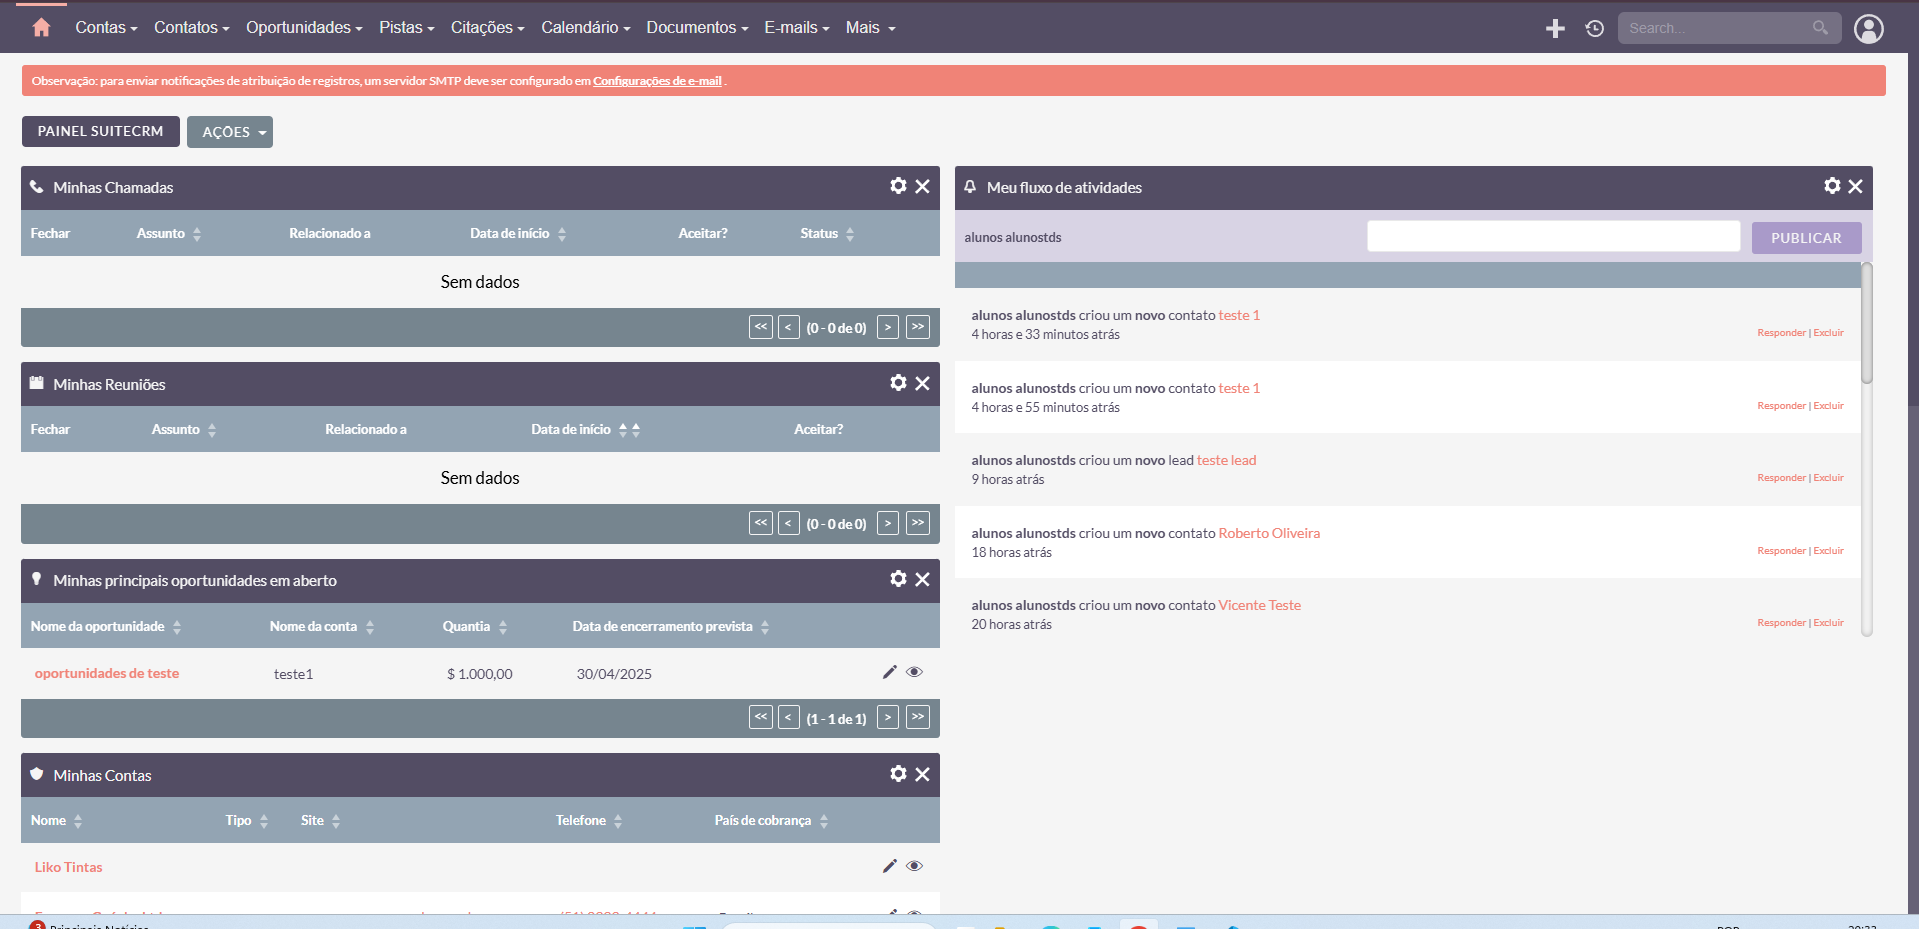 Contas Contatos Oportunidades Pistas Citações Calendário Documentos E-mails Mais Search...
Observação: para enviar notificações de atribuição de registros, um servidor SMTP deve ser configurado em Configurações de e-mail .
PAINEL SUITECRM AÇÕES
Minhas Chamadas
Fechar Assunto Relacionado a Data de início Aceitar? Status
Sem dados
<< < (0 - 0 de 0) > >>
Minhas Reuniões
Fechar Assunto Relacionado a Data de início Aceitar?
Sem dados
<< < (0 - 0 de 0) > >>
Minhas principais oportunidades em aberto
Nome da oportunidade Nome da conta Quantia Data de encerramento prevista
oportunidades de teste teste1 $ 1.000,00 30/04/2025
<< < (1 - 1 de 1) > >>
Minhas Contas
Nome Tipo Site Telefone País de cobrança
Liko Tintas
Meu fluxo de atividades
alunos alunostds PUBLICAR
alunos alunostds criou um novo contato teste 1
4 horas e 33 minutos atrás Responder | Excluir
alunos alunostds criou um novo contato teste 1
4 horas e 55 minutos atrás Responder | Excluir
alunos alunostds criou um novo lead teste lead
9 horas atrás Responder | Excluir
alunos alunostds criou um novo contato Roberto Oliveira
18 horas atrás Responder | Excluir
alunos alunostds criou um novo contato Vicente Teste
20 horas atrás Responder | Excluir
3 Principais Notícias